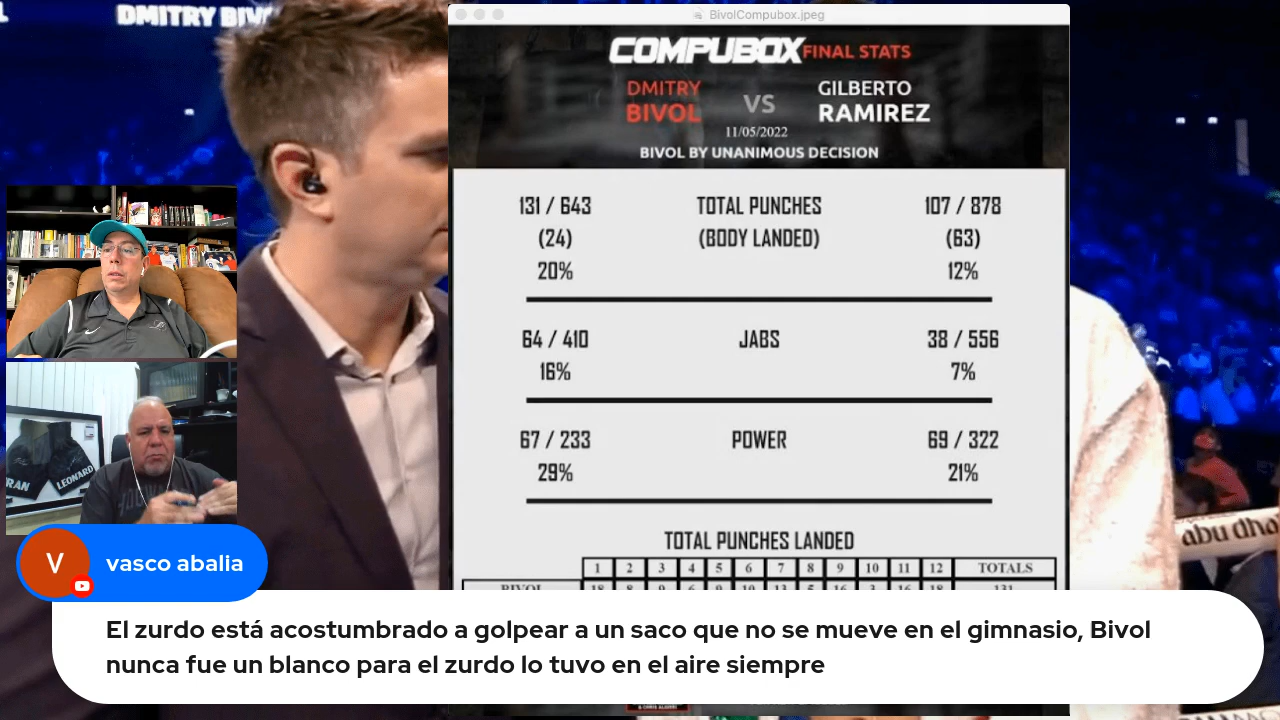 DMITRY BIV
BivolCompubox.jpeg
COMPUBOX FINAL STATS
DMITRY BIVOL
VS
GILBERTO RAMIREZ
11/05/2022
BIVOL BY UNANIMOUS DECISION
131 / 643 TOTAL PUNCHES 107 / 878
(24) (BODY LANDED) (63)
20% 12%
64 / 410 JABS 38 / 556
16% 7%
67 / 233 POWER 69 / 322
29% 21%
TOTAL PUNCHES LANDED
1 2 3 4 5 6 7 8 9 10 11 12 TOTALS
RAN
LEONARD
abu dha
V
vasco abalia
El zurdo está acostumbrado a golpear a un saco que no se mueve en el gimnasio, Bivol
nunca fue un blanco para el zurdo lo tuvo en el aire siempre